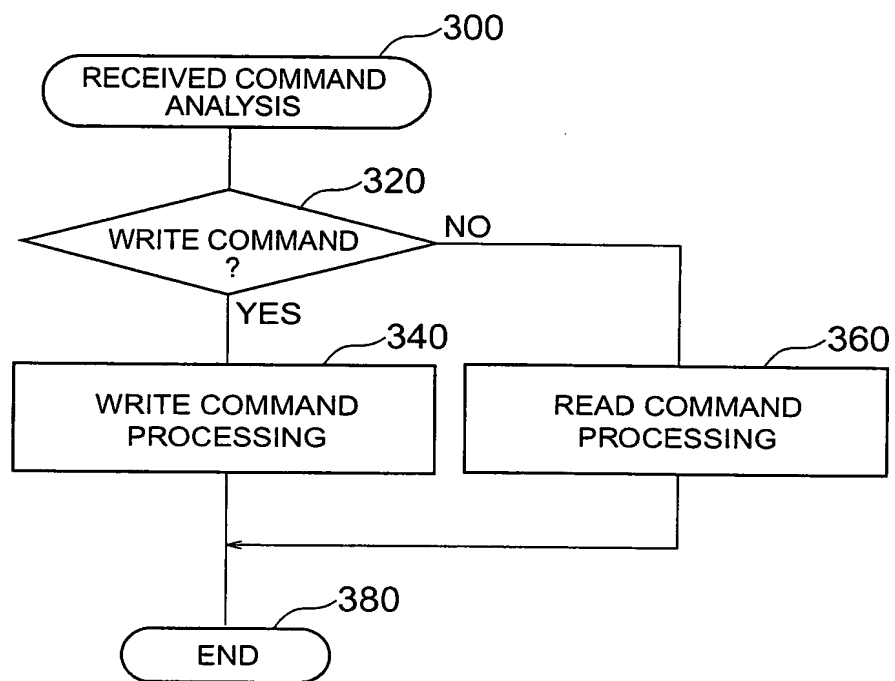 300
RECEIVED COMMAND
ANALYSIS
320
WRITE COMMAND
?
NO
YES
340
WRITE COMMAND
PROCESSING
360
READ COMMAND
PROCESSING
380
END